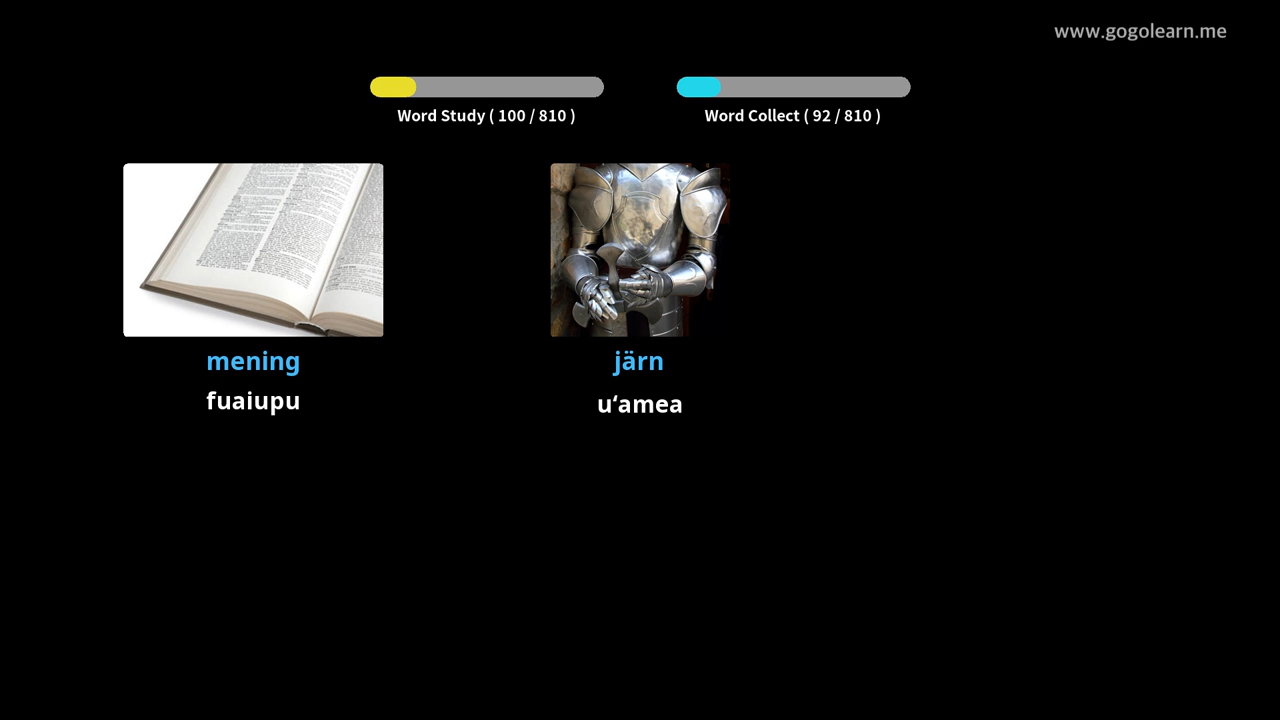 www.gogolearn.me
Word Study ( 100 / 810 )
Word Collect ( 92 / 810 )
mening
järn
fuaiupu
u‘amea